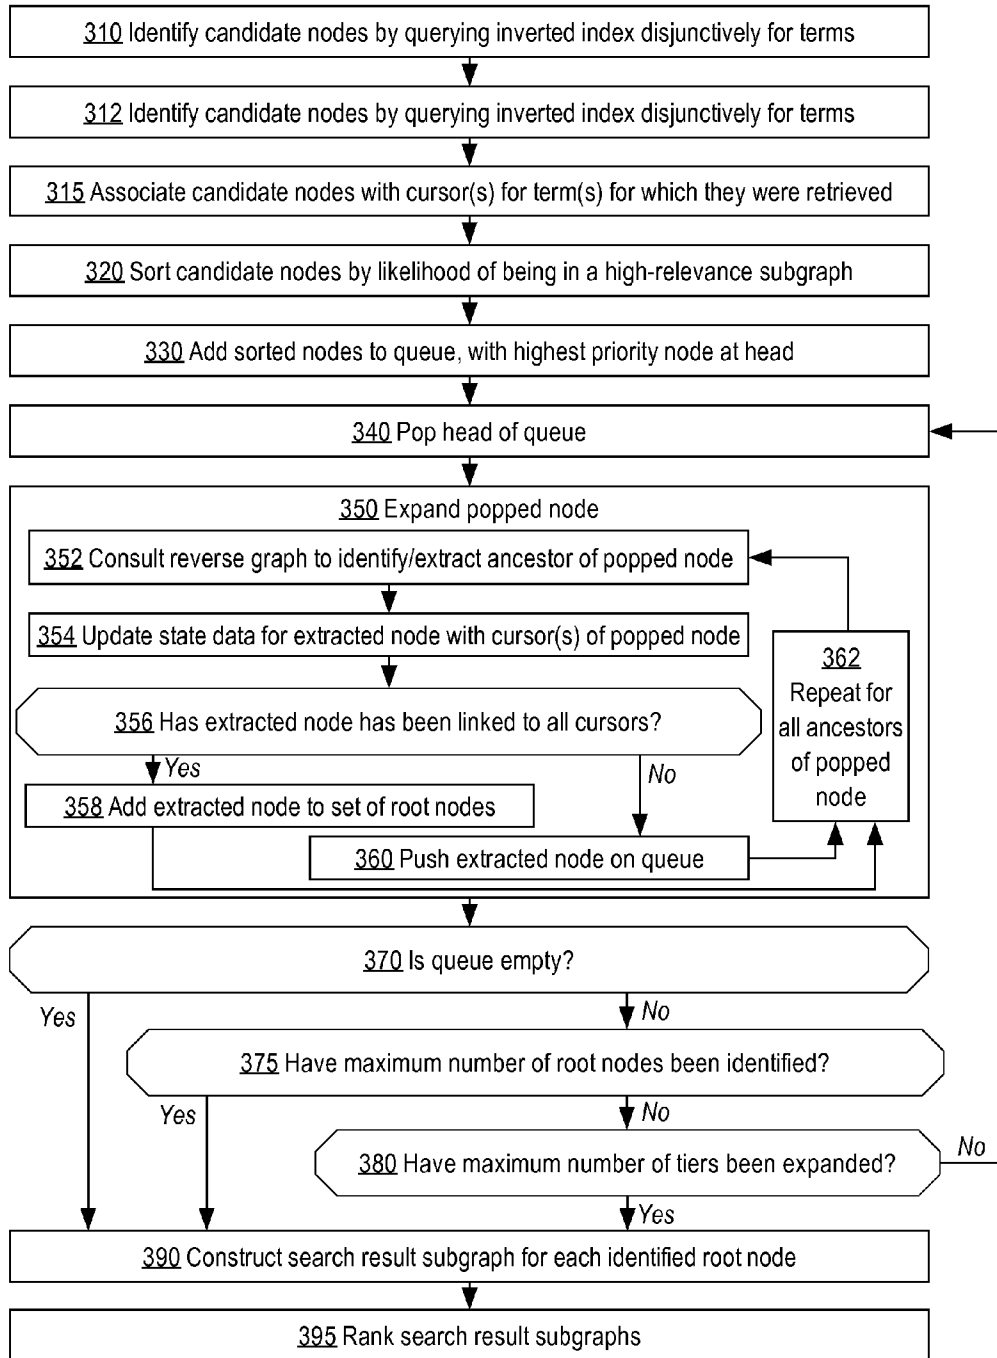 310 Identify candidate nodes by querying inverted index disjunctively for terms
312 Identify candidate nodes by querying inverted index disjunctively for terms
315 Associate candidate nodes with cursor(s) for term(s) for which they were retrieved
320 Sort candidate nodes by likelihood of being in a high-relevance subgraph
330 Add sorted nodes to queue, with highest priority node at head
340 Pop head of queue
350 Expand popped node
352 Consult reverse graph to identify/extract ancestor of popped node
354 Update state data for extracted node with cursor(s) of popped node
356 Has extracted node has been linked to all cursors?
Yes
No
358 Add extracted node to set of root nodes
360 Push extracted node on queue
362
Repeat for
all ancestors
of popped
node
370 Is queue empty?
Yes
No
375 Have maximum number of root nodes been identified?
Yes
No
380 Have maximum number of tiers been expanded?
No
Yes
390 Construct search result subgraph for each identified root node
395 Rank search result subgraphs